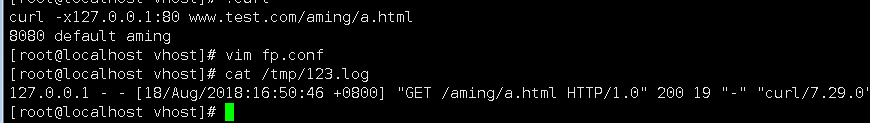 curl -x127.0.0.1:80 www.test.com/aming/a.html
8080 default aming
[root@localhost vhost]# vim fp.conf
[root@localhost vhost]# cat /tmp/123.log
127.0.0.1 - - [18/Aug/2018:16:50:46 +0800] "GET /aming/a.html HTTP/1.0" 200 19 "-" "curl/7.29.0"
[root@localhost vhost]#